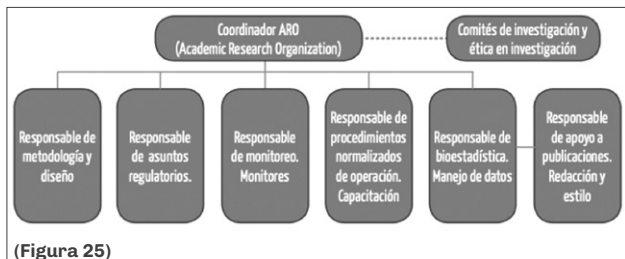 Coordinador ARO
(Academic Research Organization)
Comités de investigación y
ética en investigación
Responsable de
metodología y
diseño
Responsable
de asuntos
regulatorios.
Responsable
de monitoreo.
Monitores
Responsable de
procedimientos
normalizados
de operación.
Capacitación
Responsable de
bioestadística.
Manejo de datos
Responsable
de apoyo a
publicaciones.
Redacción y
estilo
(Figura 25)